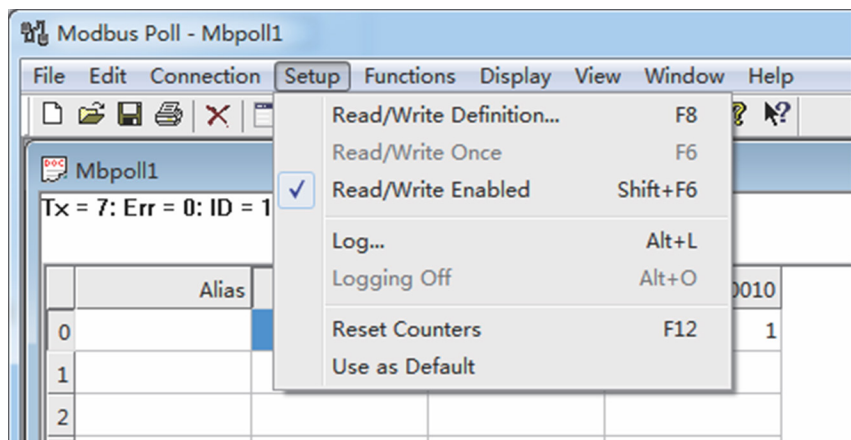 Modbus Poll - Mbpoll1
File Edit Connection Setup Functions Display View Window Help
Read/Write Definition... F8
Read/Write Once F6
Mbpoll1
Read/Write Enabled Shift+F6
Tx = 7: Err = 0: ID = 1
Log... Alt+L
Logging Off Alt+O
Alias 0010
Reset Counters F12
0 1
Use as Default
1
2